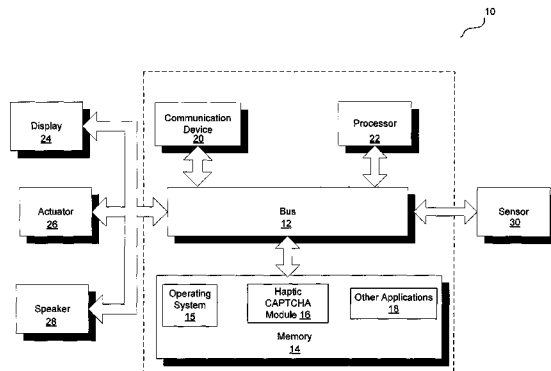 10
Display
24
Communication
Device
20
Processor
22
Actuator
26
Bus
12
Sensor
30
Speaker
28
Operating
System
15
Haptic
CAPTCHA
Module 16
Other Applications
18
Memory
14